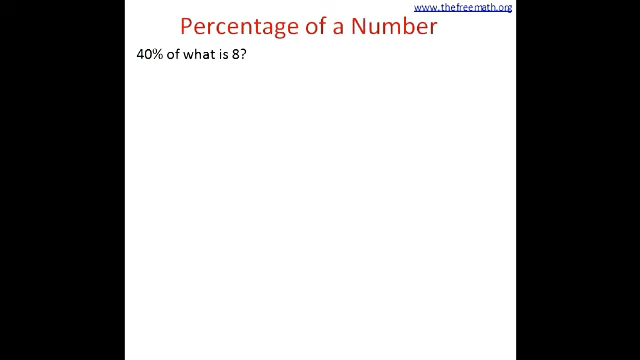 www.thefreemath.org
Percentage of a Number
40% of what is 8?